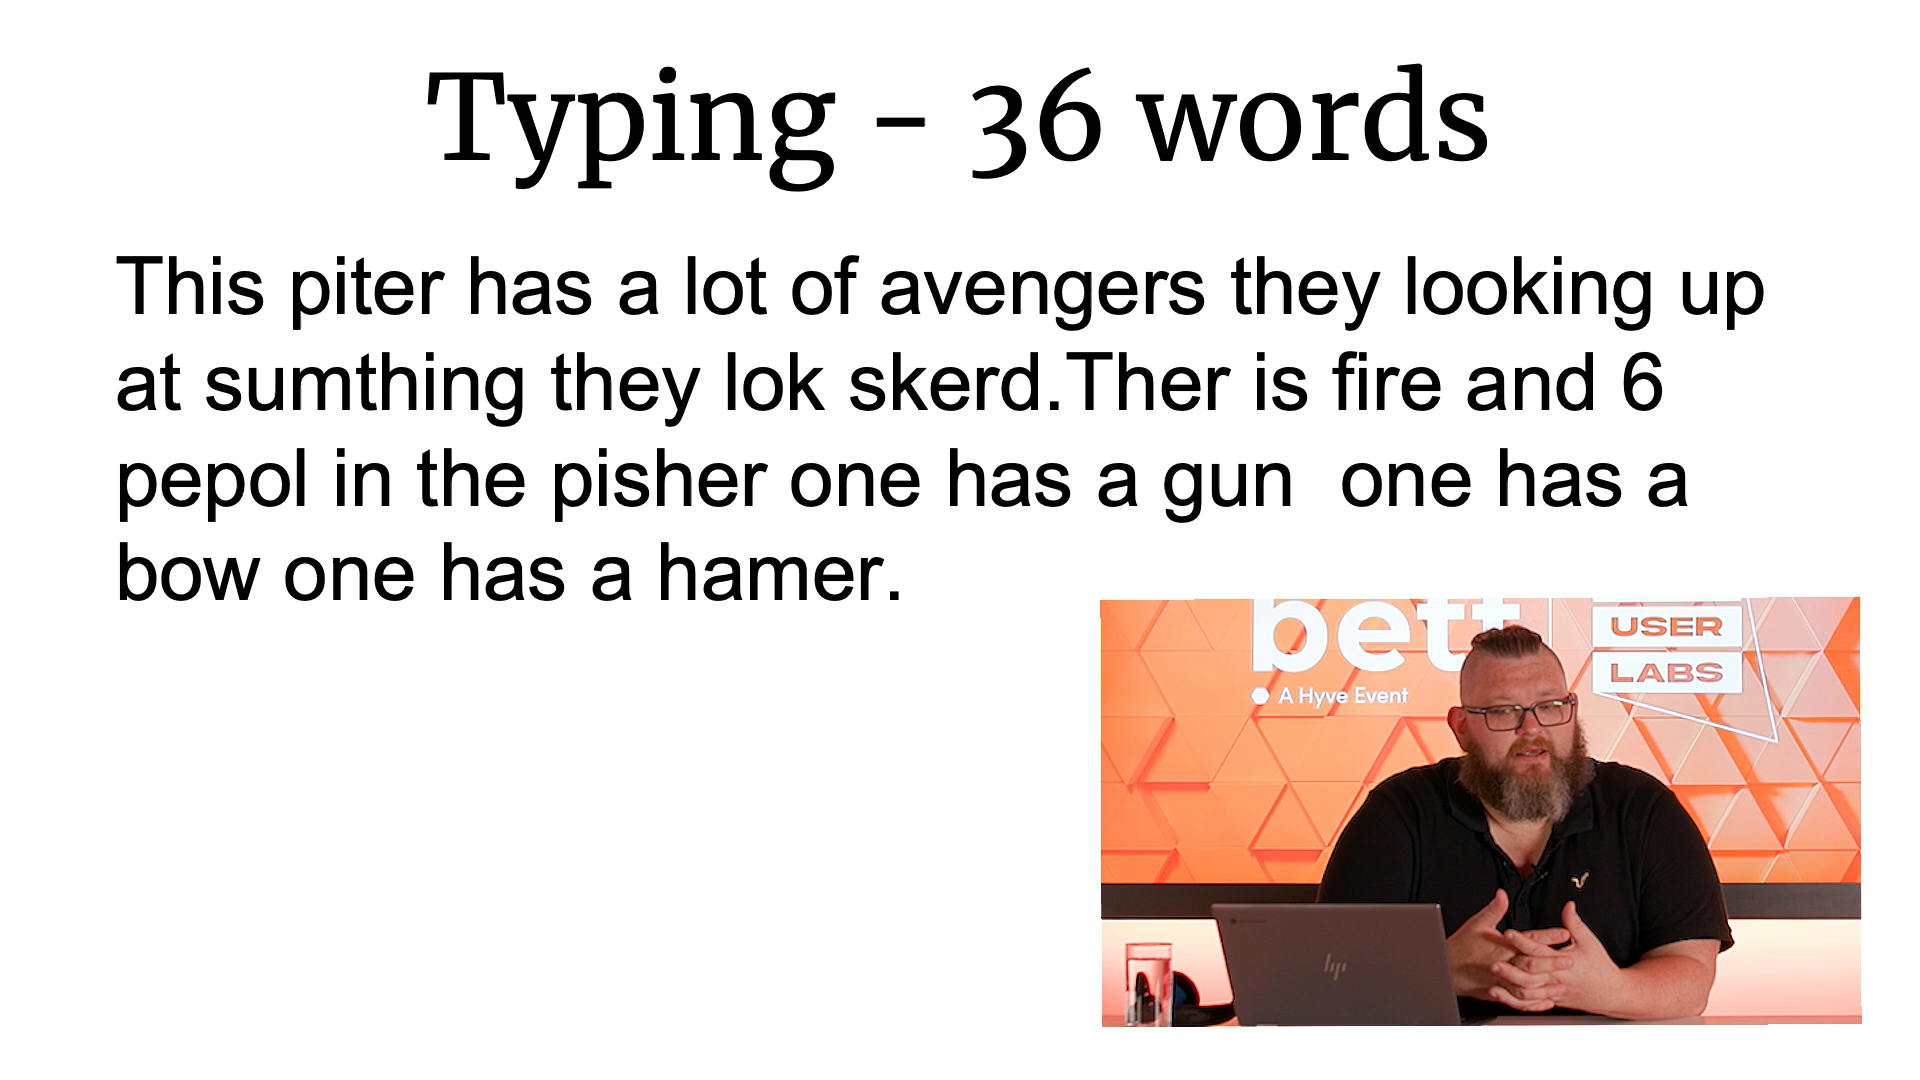 Typing - 36 words
This piter has a lot of avengers they looking up
at sumthing they lok skerd.Ther is fire and 6
pepol in the pisher one has a gun  one has a
bow one has a hamer.
bett
A Hyve Event
USER
LABS
hp